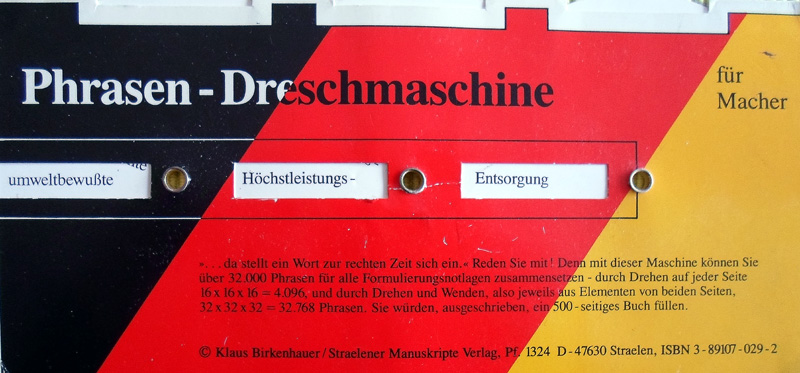 Phrasen - Dreschmaschine
für
Macher
umweltbewußte
Höchstleistungs-
Entsorgung
»...da stellt ein Wort zur rechten Zeit sich ein.« Reden Sie mit! Denn mit dieser Maschine können Sie
über 32.000 Phrasen für alle Formulierungsnotlagen zusammensetzen - durch Drehen auf jeder Seite
16 x 16 x 16 = 4.096, und durch Drehen und Wenden, also jeweils aus Elementen von beiden Seiten,
32 x 32 x 32 = 32.768 Phrasen. Sie würden, ausgeschrieben, ein 500-seitiges Buch füllen.
© Klaus Birkenhauer / Straelener Manuskripte Verlag, Pf. 1324 D-47630 Straelen, ISBN 3-89107-029-2